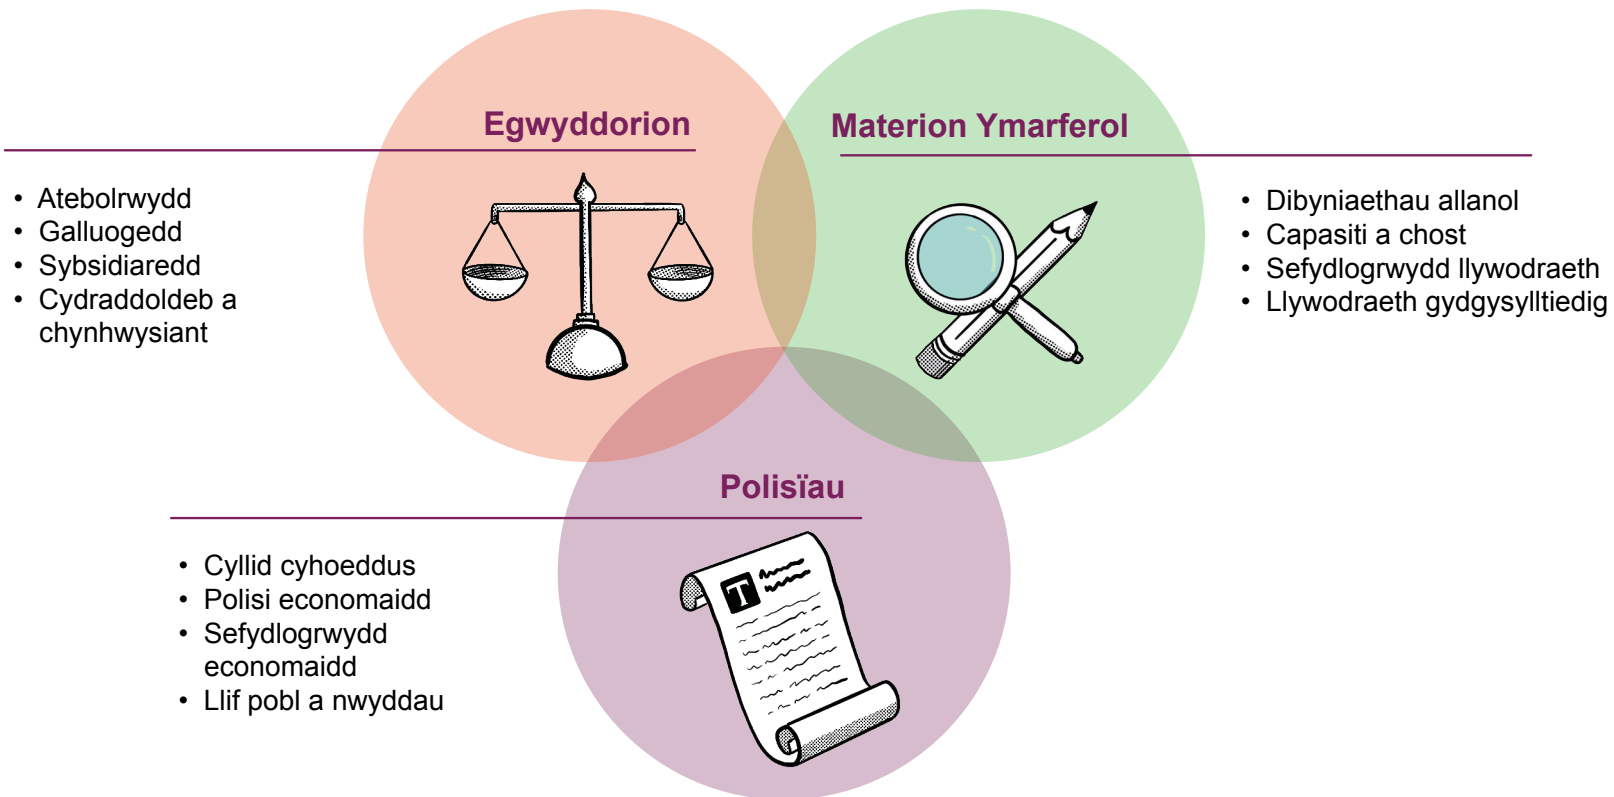 Egwyddorion
• Atebolrwydd
• Galluogedd
• Sybsidiaredd
• Cydraddoldeb a
chynhwysiant
Materion Ymarferol
• Dibyniaethau allanol
• Capasiti a chost
• Sefydlogrwydd llywodraeth
• Llywodraeth gydgysylltiedig
Polisïau
• Cyllid cyhoeddus
• Polisi economaidd
• Sefydlogrwydd
economaidd
• Llif pobl a nwyddau
T